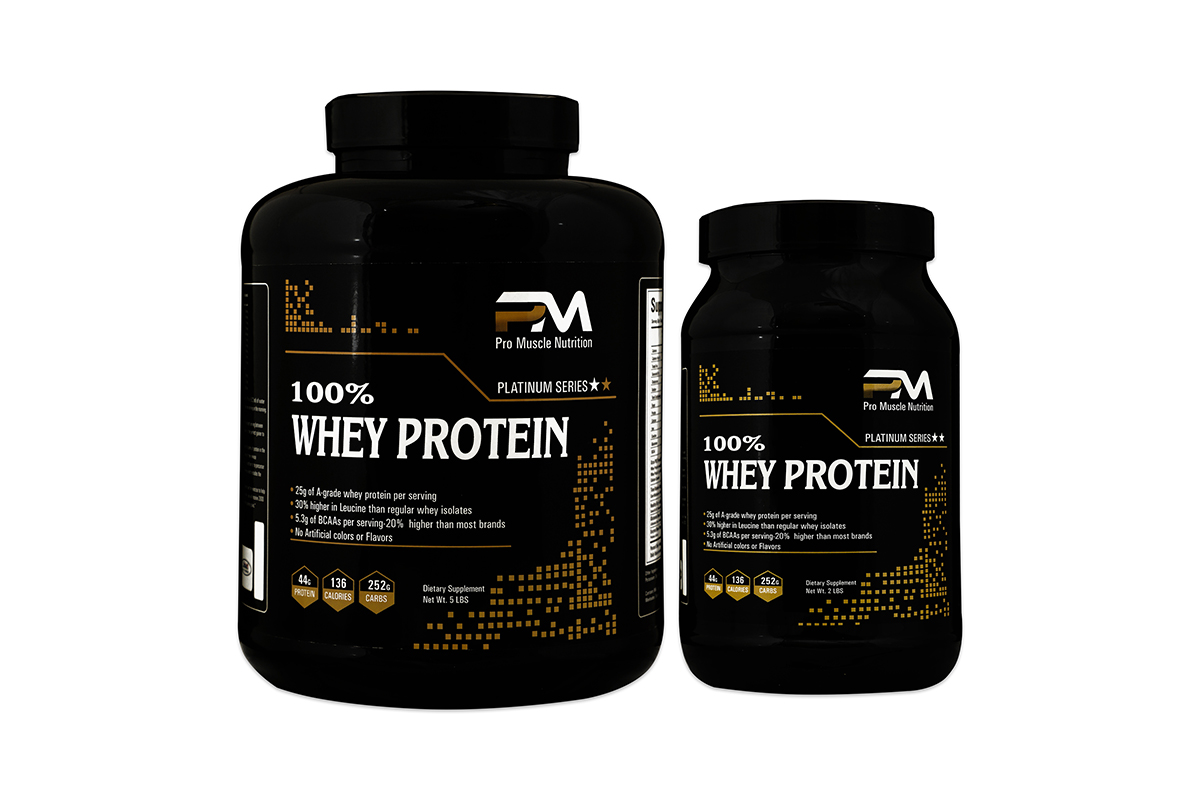 PM
Pro Muscle Nutrition
PLATINUM SERIES★★
100%
WHEY PROTEIN
• 25g of A-grade whey protein per serving
• 30% higher in Leucine than regular whey isolates
• 5.3g of BCAAs per serving-20% higher than most brands
• No Artificial colors or Flavors
44G
PROTEIN
136
CALORIES
252G
CARBS
Dietary Supplement
Net Wt. 5 LBS
PM
Pro Muscle Nutrition
PLATINUM SERIES★★
100%
WHEY PROTEIN
• 25g of A-grade whey protein per serving
• 30% higher in Leucine than regular whey isolates
• 5.3g of BCAAs per serving-20% higher than most brands
• No Artificial colors or Flavors
44G
PROTEIN
136
CALORIES
252G
CARBS
Dietary Supplement
Net Wt. 2 LBS